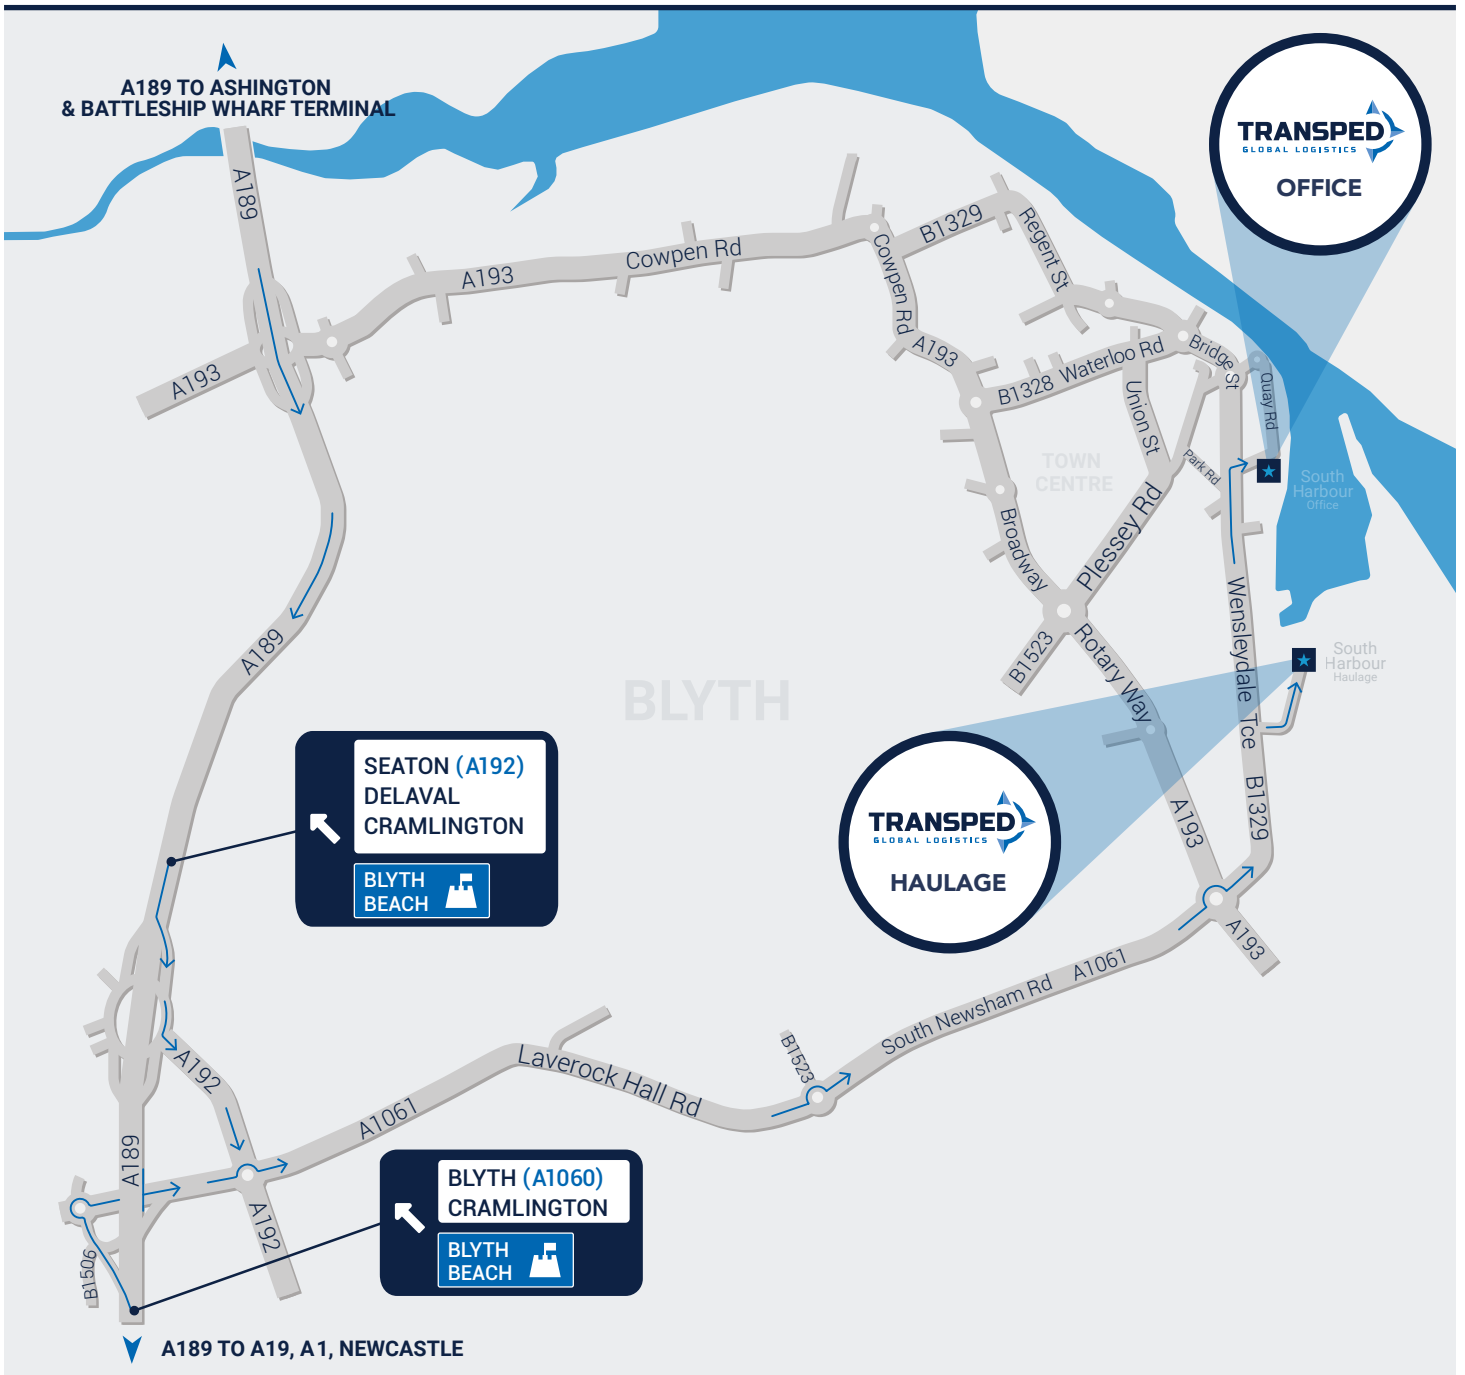 A189 TO ASHINGTON
& BATTLESHIP WHARF TERMINAL
TRANSPED
GLOBAL LOGISTICS
OFFICE
A189
A193
A193
Cowpen Rd
Cowpen Rd
B1329
Regent St
A193
B1328 Waterloo Rd
Bridge St
Union St
Quay Rd
Park Rd
TOWN
CENTRE
South
Harbour
Office
Broadway
Plessey Rd
B1523
Rotary Way
Wensleydale Tce
B1329
South
Harbour
Haulage
A189
BLYTH
SEATON (A192)
DELAVAL
CRAMLINGTON
BLYTH
BEACH
TRANSPED
GLOBAL LOGISTICS
HAULAGE
A193
A193
South Newsham Rd
A1061
B1523
Laverock Hall Rd
A1061
A192
A189
A192
B1506
BLYTH (A1060)
CRAMLINGTON
BLYTH
BEACH
A189 TO A19, A1, NEWCASTLE